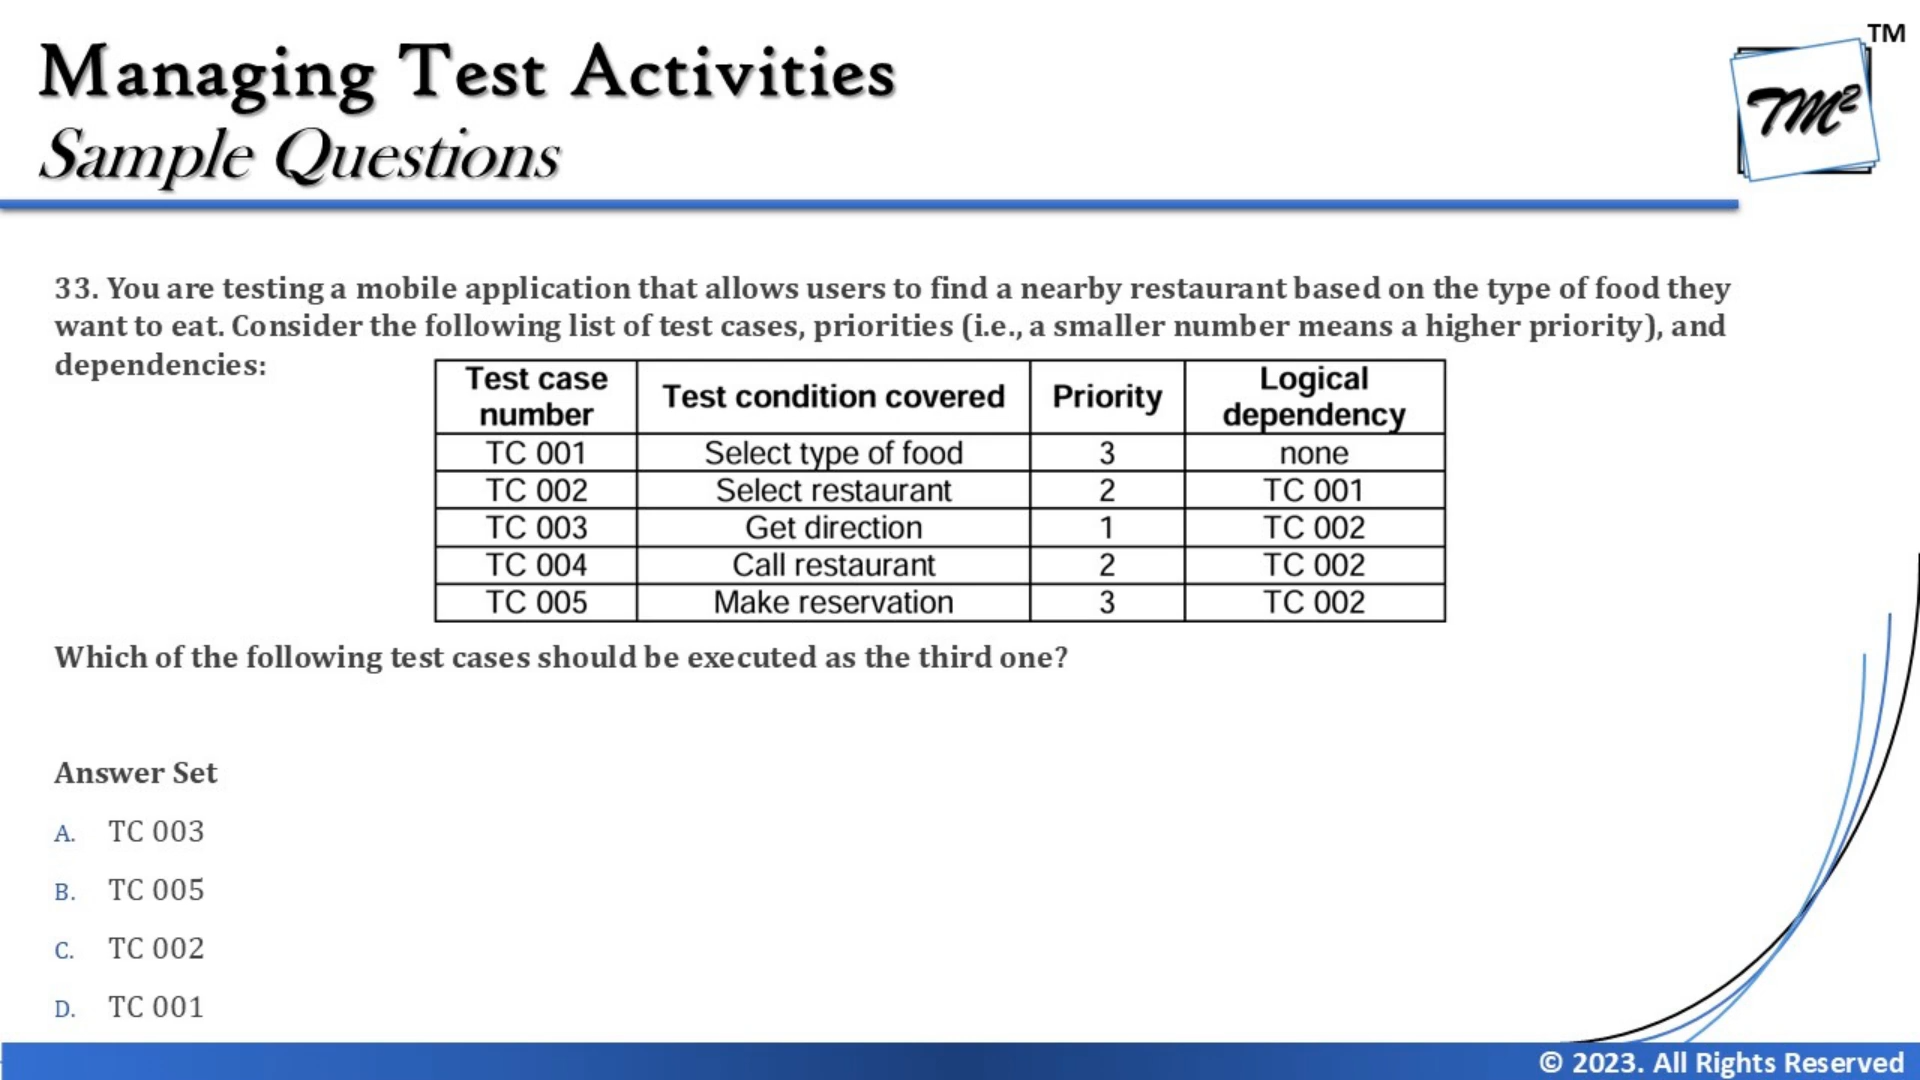 Managing Test Activities
Sample Questions
TM
TM²
33. You are testing a mobile application that allows users to find a nearby restaurant based on the type of food they
want to eat. Consider the following list of test cases, priorities (i.e., a smaller number means a higher priority), and
dependencies:
Test case number Test condition covered Priority Logical dependency
TC 001 Select type of food 3 none
TC 002 Select restaurant 2 TC 001
TC 003 Get direction 1 TC 002
TC 004 Call restaurant 2 TC 002
TC 005 Make reservation 3 TC 002
Which of the following test cases should be executed as the third one?
Answer Set
A. TC 003
B. TC 005
C. TC 002
D. TC 001
© 2023. All Rights Reserved